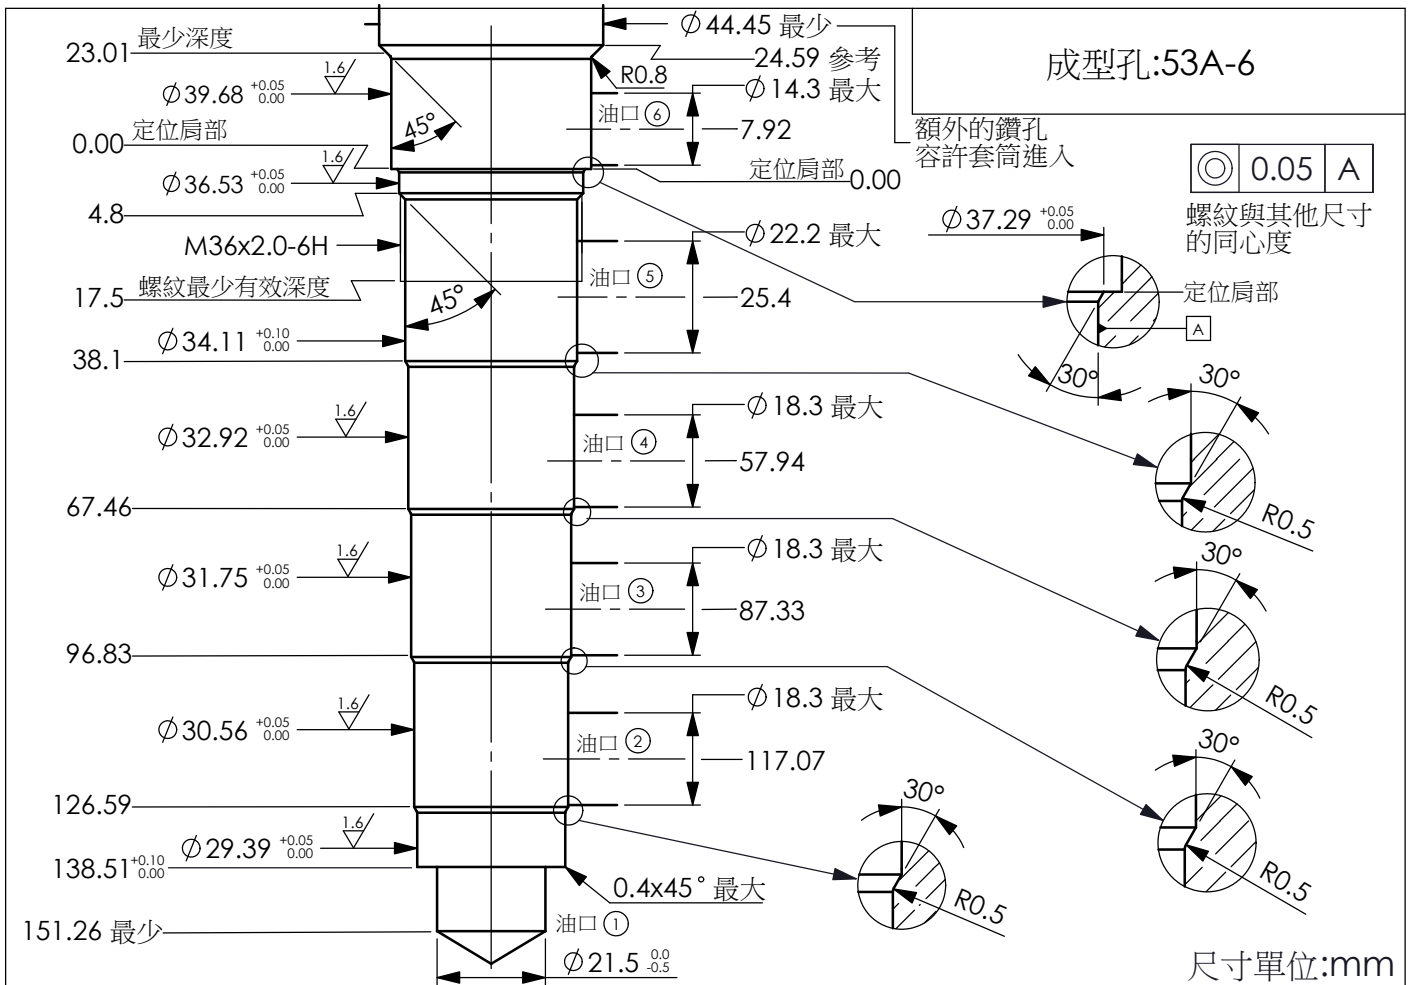 成型孔:53A-6
Ø44.45 最少
24.59 參考
額外的鑽孔
容許套筒進入
23.01 最少深度
R0.8
Ø14.3 最大
1.6
Ø39.68 +0.05 0.00
45°
油口 ⑥
7.92
0.00 定位肩部
定位肩部 0.00
◎ 0.05 A
螺紋與其他尺寸
的同心度
1.6
Ø36.53 +0.05 0.00
4.8
Ø37.29 +0.05 0.00
M36x2.0-6H
Ø22.2 最大
油口 ⑤
25.4
17.5 螺紋最少有效深度
45°
定位肩部
A
30°
Ø34.11 +0.10 0.00
38.1
30°
R0.5
1.6
Ø32.92 +0.05 0.00
Ø18.3 最大
油口 ④
57.94
67.46
1.6
Ø31.75 +0.05 0.00
Ø18.3 最大
油口 ③
87.33
30°
R0.5
96.83
1.6
Ø30.56 +0.05 0.00
Ø18.3 最大
油口 ②
117.07
30°
R0.5
126.59
1.6
Ø29.39 +0.05 0.00
30°
R0.5
138.51 +0.10 0.00
0.4x45° 最大
151.26 最少
油口 ①
Ø21.5 0.0 -0.5
尺寸單位:mm